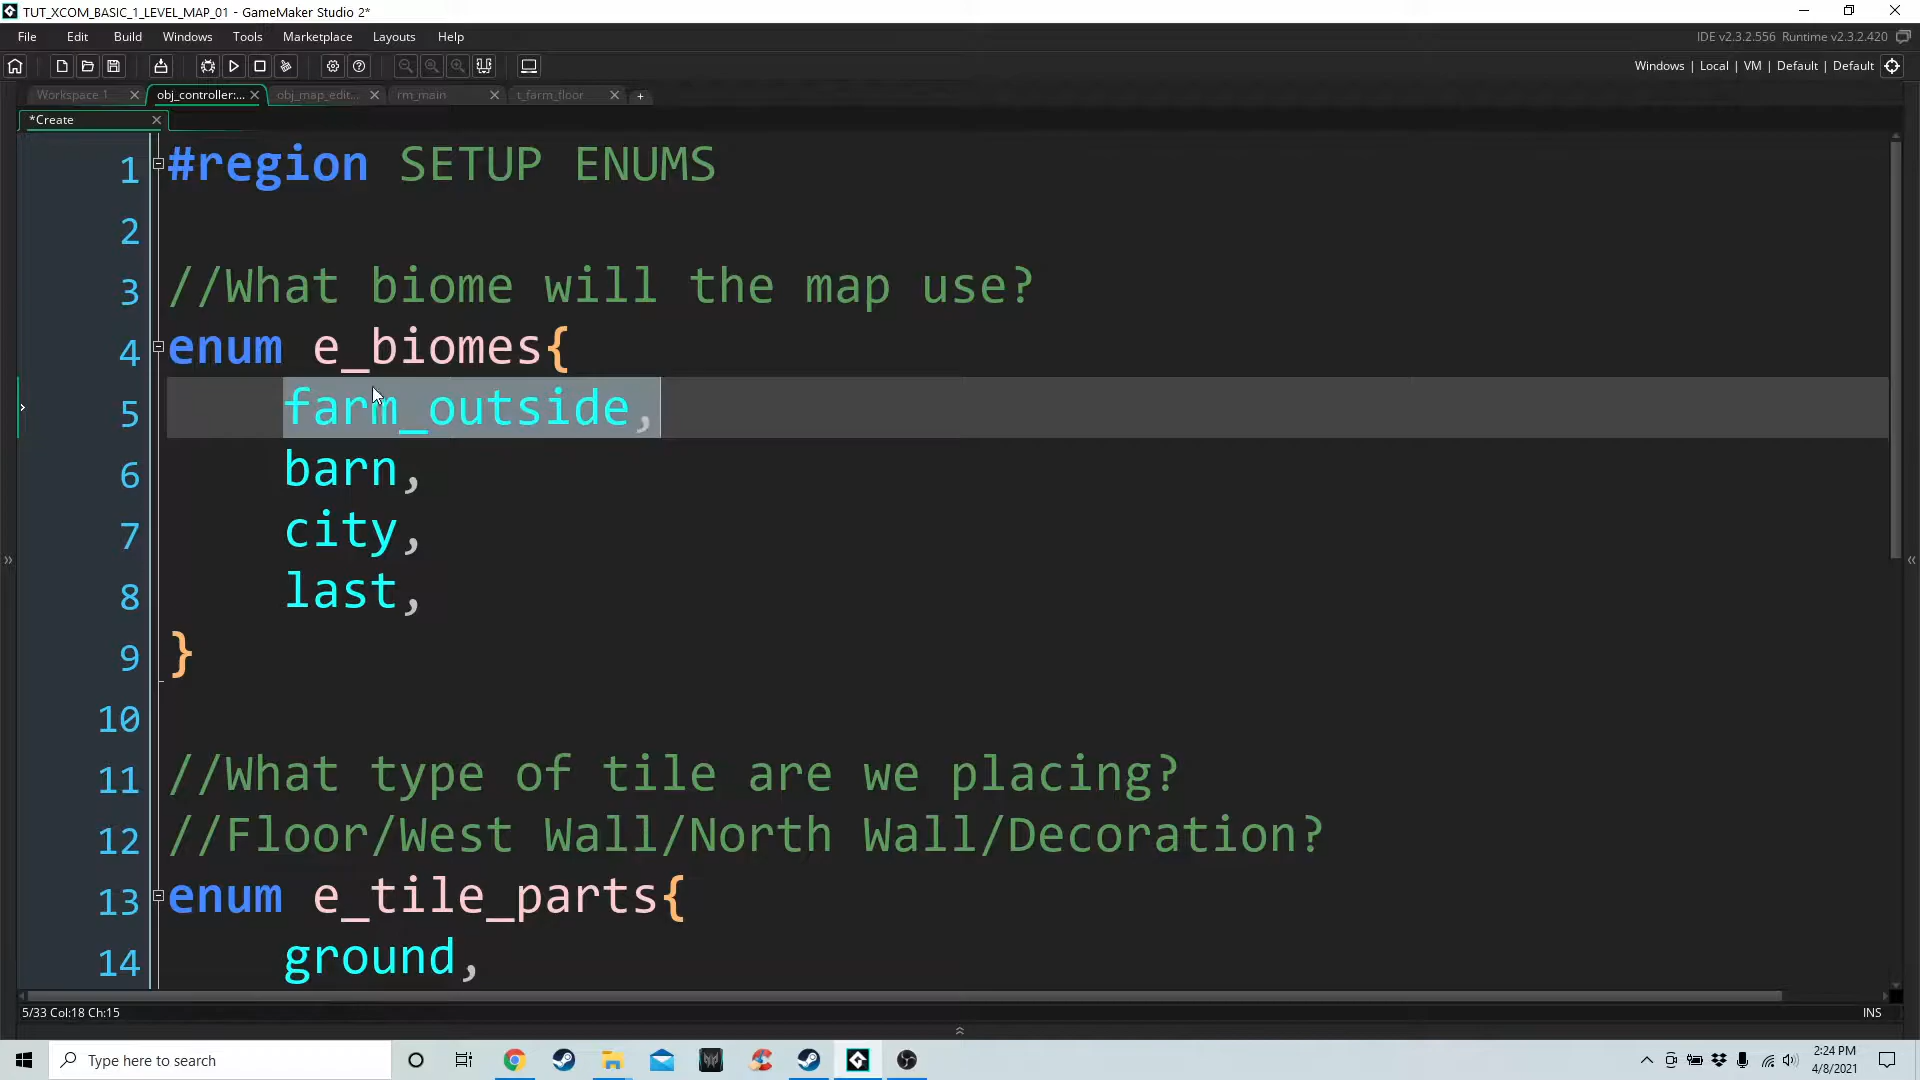 TUT_XCOM_BASIC_1_LEVEL_MAP_01 - GameMaker Studio 2*
File Edit Build Windows Tools Marketplace Layouts Help
IDE v2.3.2.556 Runtime v2.3.2.420
Windows | Local | VM | Default | Default
Workspace 1 obj_controller:... obj_map_edit... rm_main t_farm_floor +
*Create
1 #region SETUP ENUMS
2
3 //What biome will the map use?
4 enum e_biomes{
5 farm_outside,
6 barn,
7 city,
8 last,
9 }
10
11 //What type of tile are we placing?
12 //Floor/West Wall/North Wall/Decoration?
13 enum e_tile_parts{
14 ground,
5/33 Col:18 Ch:15
INS
Type here to search
2:24 PM
4/8/2021